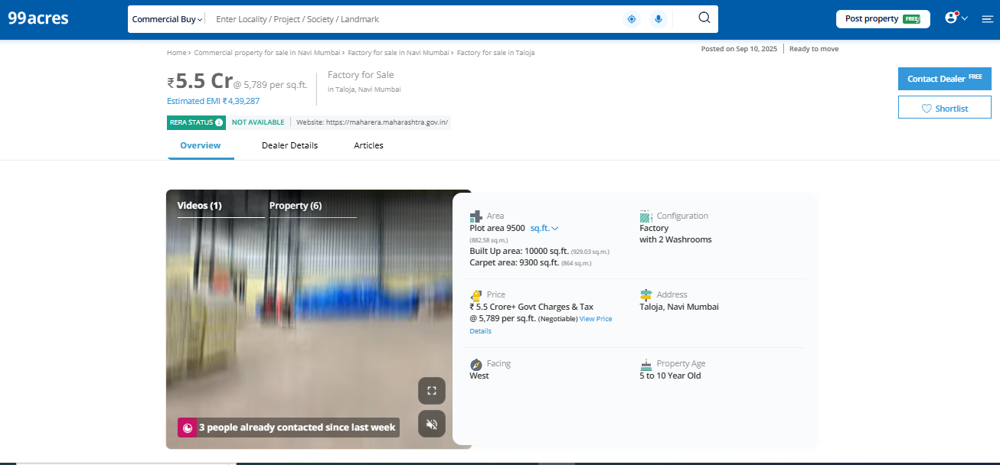 99acres
Commercial Buy
Enter Locality / Project / Society / Landmark
Post property FREE
Home › Commercial property for sale in Navi Mumbai › Factory for sale in Navi Mumbai › Factory for sale in Taloja
Posted on Sep 10, 2025 | Ready to move
₹5.5 Cr @ 5,789 per sq.ft.
Estimated EMI ₹4,39,287
Factory for Sale
in Taloja, Navi Mumbai
Contact Dealer FREE
Shortlist
RERA STATUS i NOT AVAILABLE | Website: https://maharera.maharashtra.gov.in/
Overview
Dealer Details
Articles
Videos (1)
Property (6)
3 people already contacted since last week
Area
Plot area 9500 sq.ft.
(882.58 sq.m.)
Built Up area: 10000 sq.ft. (929.03 sq.m.)
Carpet area: 9300 sq.ft. (864 sq.m.)
Configuration
Factory
with 2 Washrooms
Price
₹ 5.5 Crore+ Govt Charges & Tax
@ 5,789 per sq.ft. (Negotiable) View Price
Details
Address
Taloja, Navi Mumbai
Facing
West
Property Age
5 to 10 Year Old